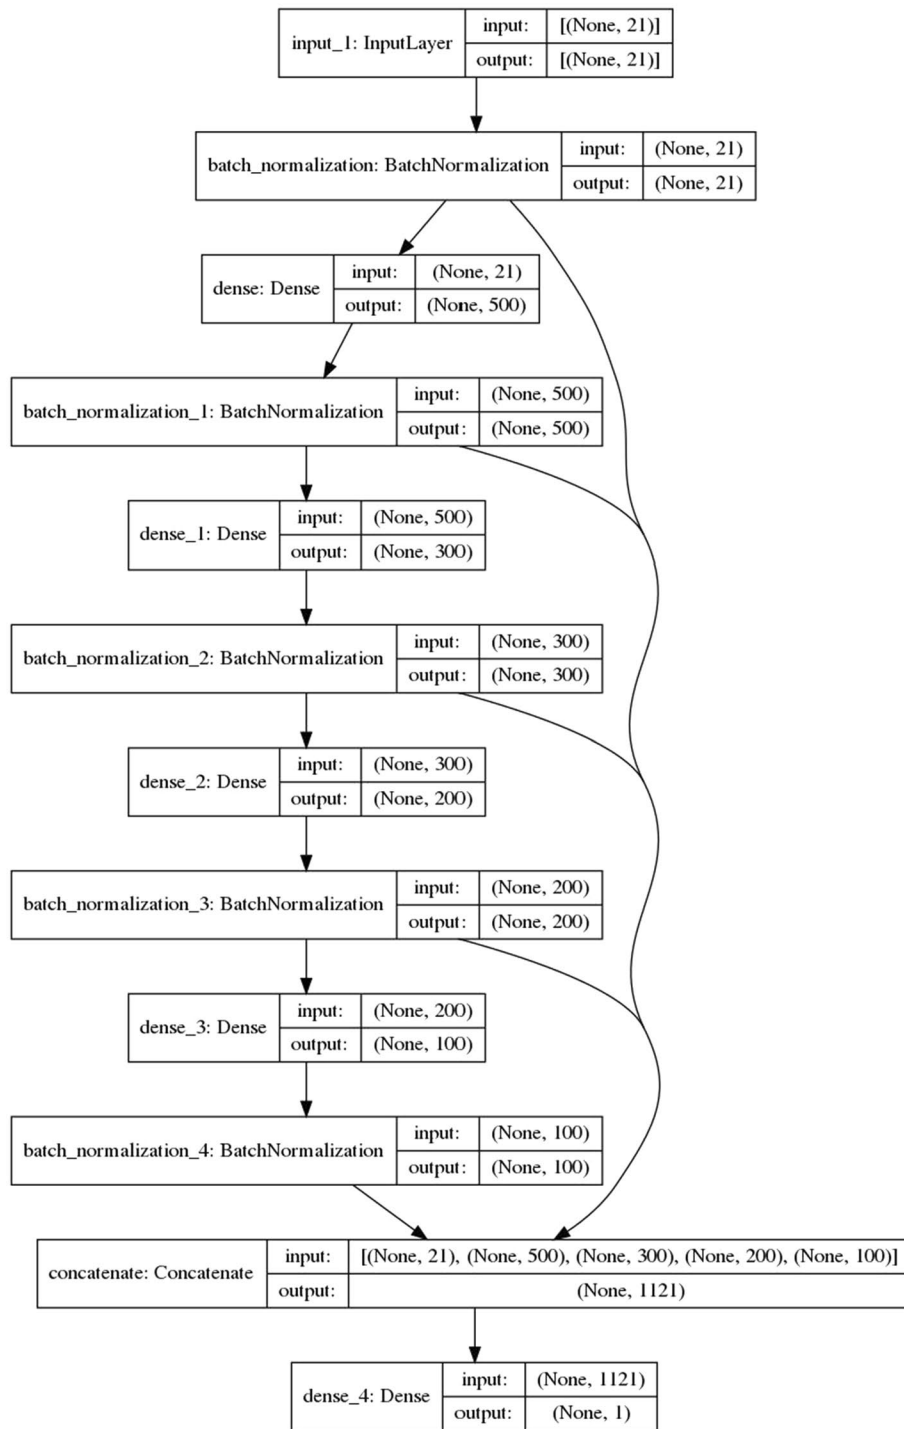 input_1: InputLayer
input: [(None, 21)]
output: [(None, 21)]
batch_normalization: BatchNormalization
input: (None, 21)
output: (None, 21)
dense: Dense
input: (None, 21)
output: (None, 500)
batch_normalization_1: BatchNormalization
input: (None, 500)
output: (None, 500)
dense_1: Dense
input: (None, 500)
output: (None, 300)
batch_normalization_2: BatchNormalization
input: (None, 300)
output: (None, 300)
dense_2: Dense
input: (None, 300)
output: (None, 200)
batch_normalization_3: BatchNormalization
input: (None, 200)
output: (None, 200)
dense_3: Dense
input: (None, 200)
output: (None, 100)
batch_normalization_4: BatchNormalization
input: (None, 100)
output: (None, 100)
concatenate: Concatenate
input: [(None, 21), (None, 500), (None, 300), (None, 200), (None, 100)]
output: (None, 1121)
dense_4: Dense
input: (None, 1121)
output: (None, 1)